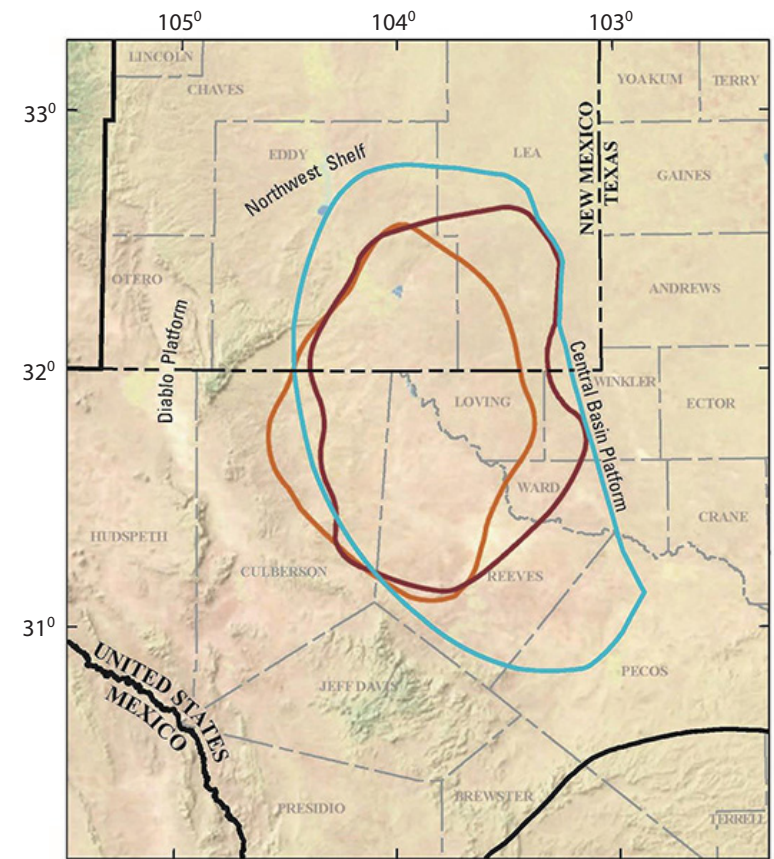 105⁰ 104⁰ 103⁰
LINCOLN
CHAVES
YOAKUM
TERRY
33⁰
EDDY
Northwest Shelf
LEA
NEW MEXICO
TEXAS
GAINES
OTERO
ANDREWS
Diablo Platform
32⁰
Central Basin Platform
WINKLER
LOVING
ECTOR
WARD
CRANE
HUDSPETH
CULBERSON
REEVES
31⁰
UNITED STATES
MEXICO
JEFF DAVIS
PECOS
PRESIDIO
BREWSTER
TERRELL